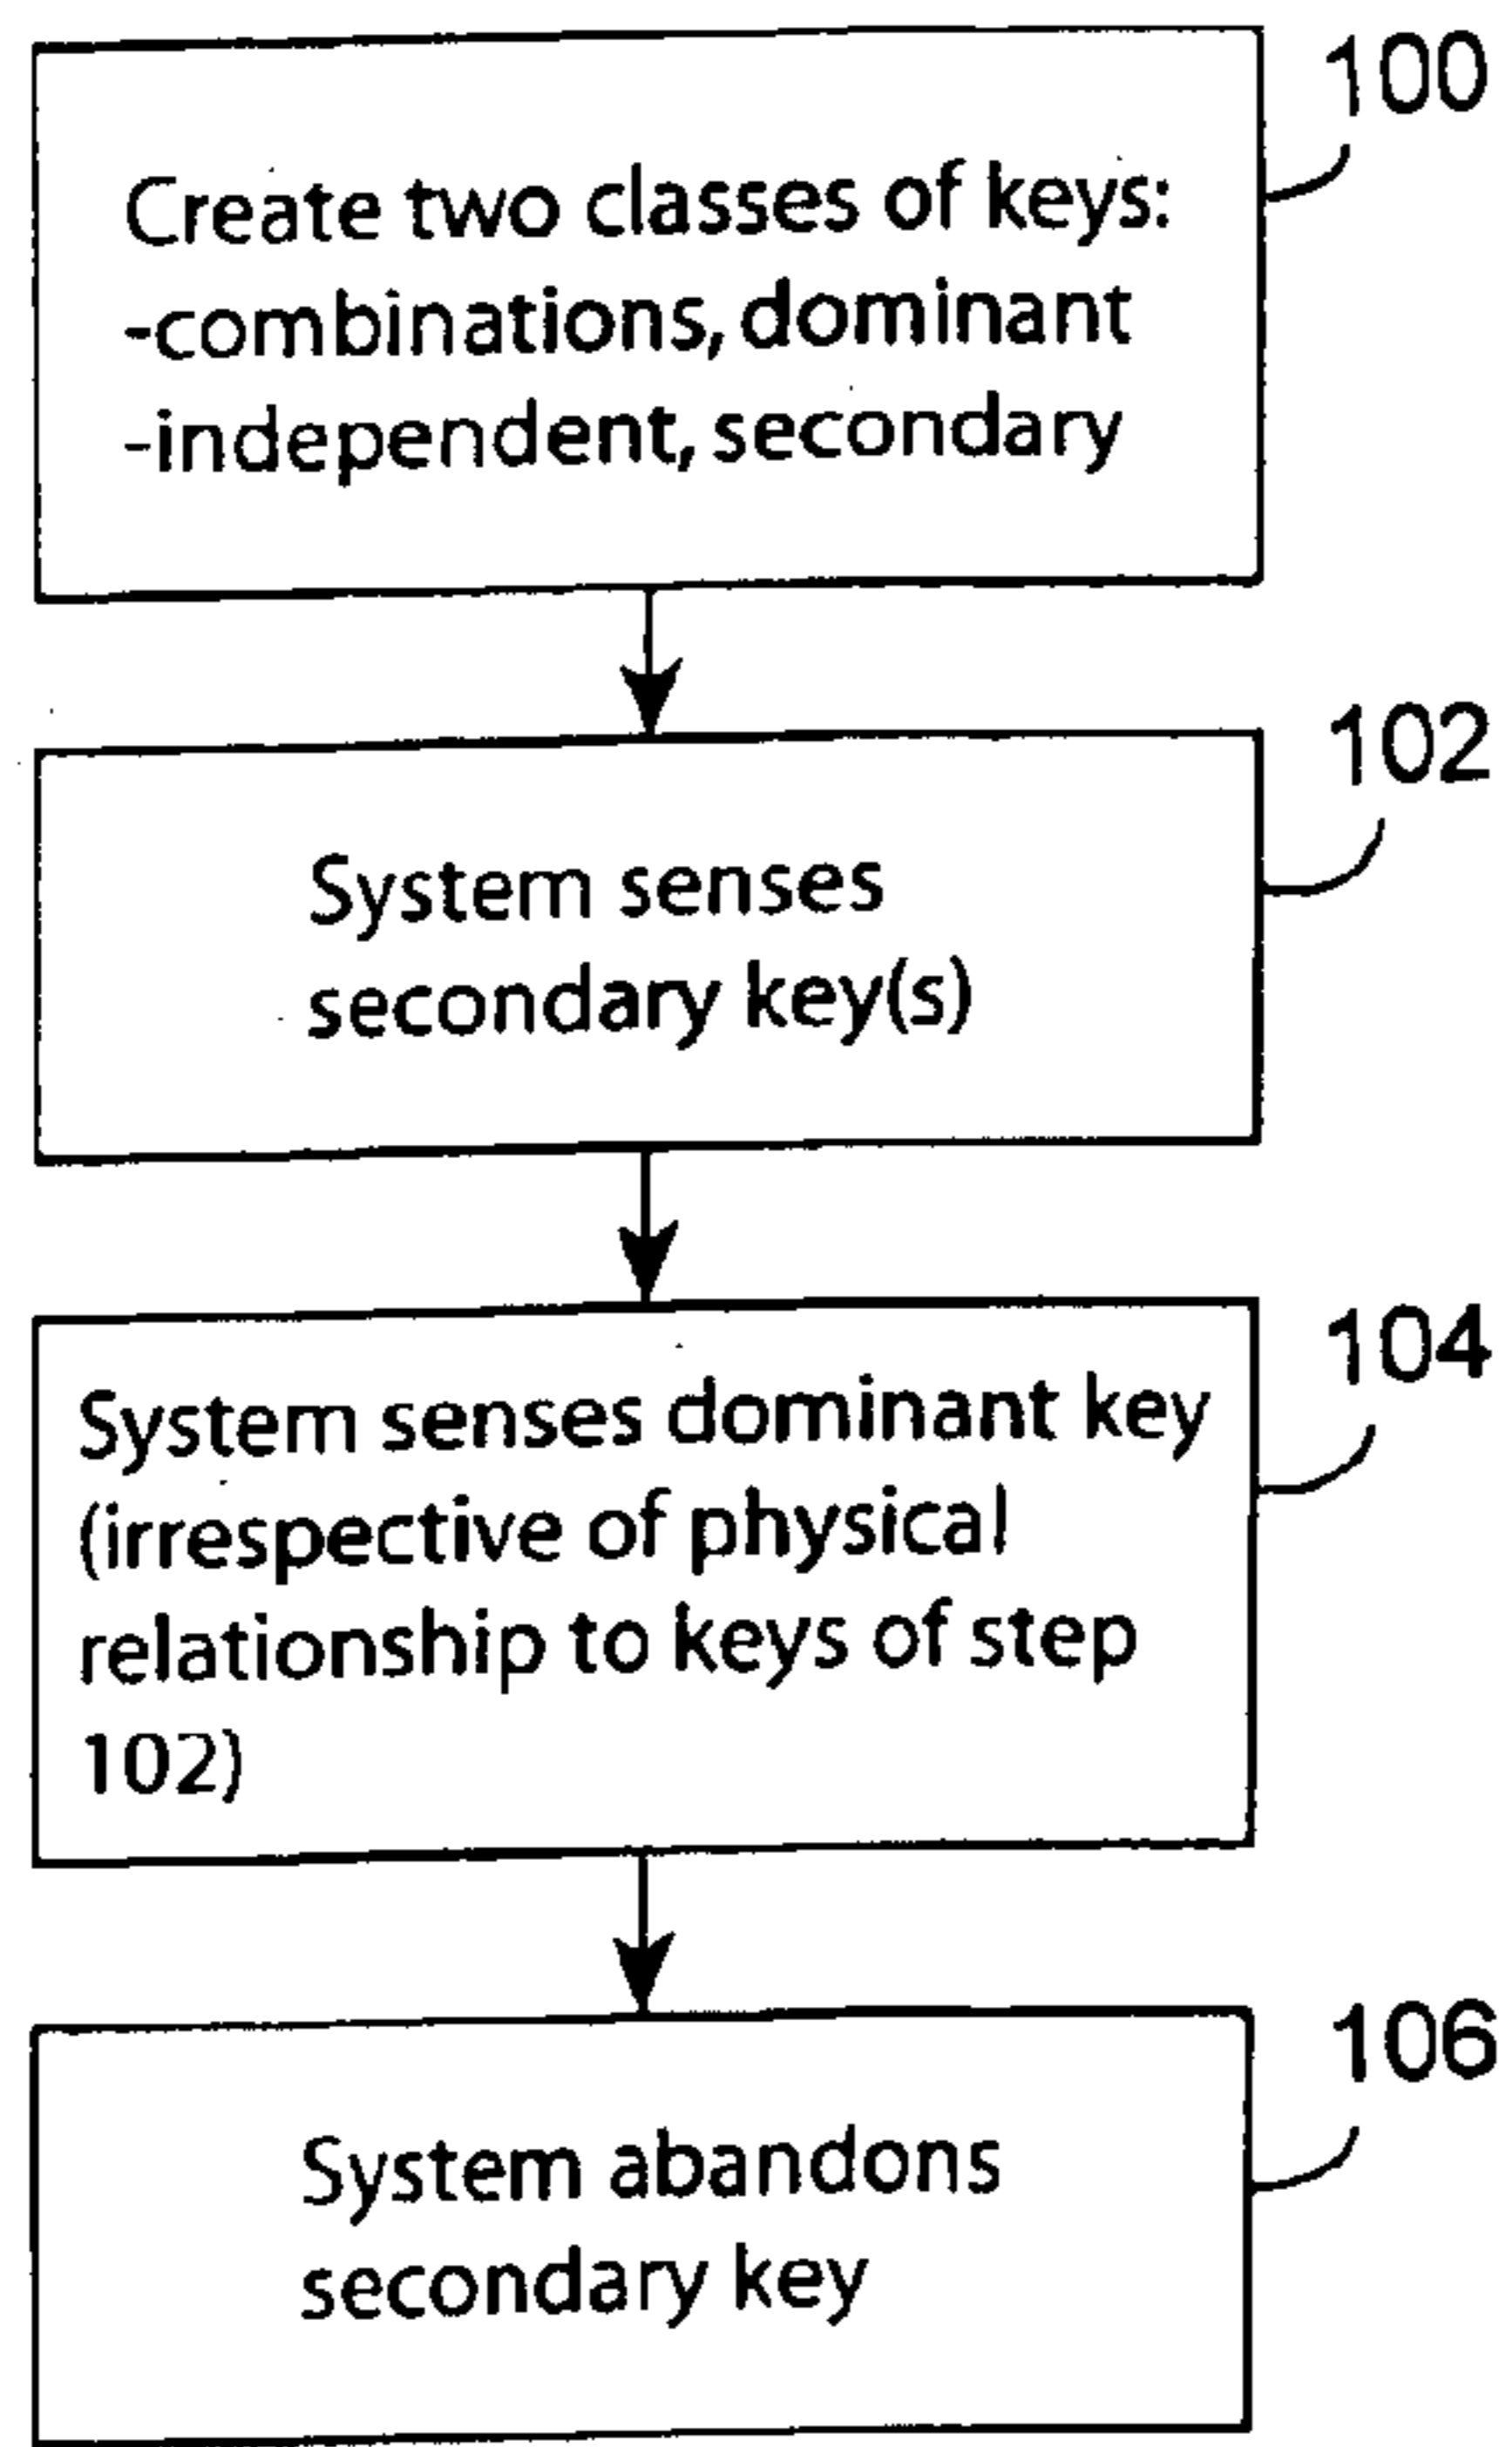 100
Create two classes of keys:
-combinations, dominant
-independent, secondary
102
System senses
secondary key(s)
104
System senses dominant key
(irrespective of physical
relationship to keys of step
102)
106
System abandons
secondary key